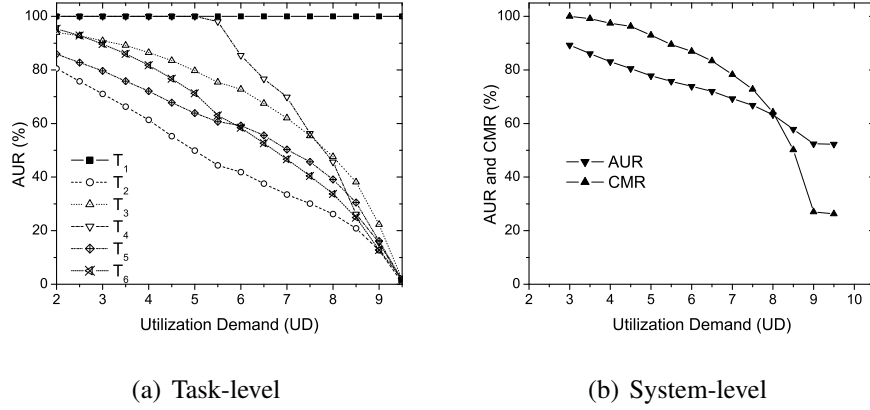 100
80
60
40
20
0
AUR (%)
T1
T2
T3
T4
T5
T6
2 3 4 5 6 7 8 9
Utilization Demand (UD)
(a) Task-level
100
80
60
40
20
0
AUR and CMR (%)
AUR
CMR
2 3 4 5 6 7 8 9 10
Utilization Demand (UD)
(b) System-level